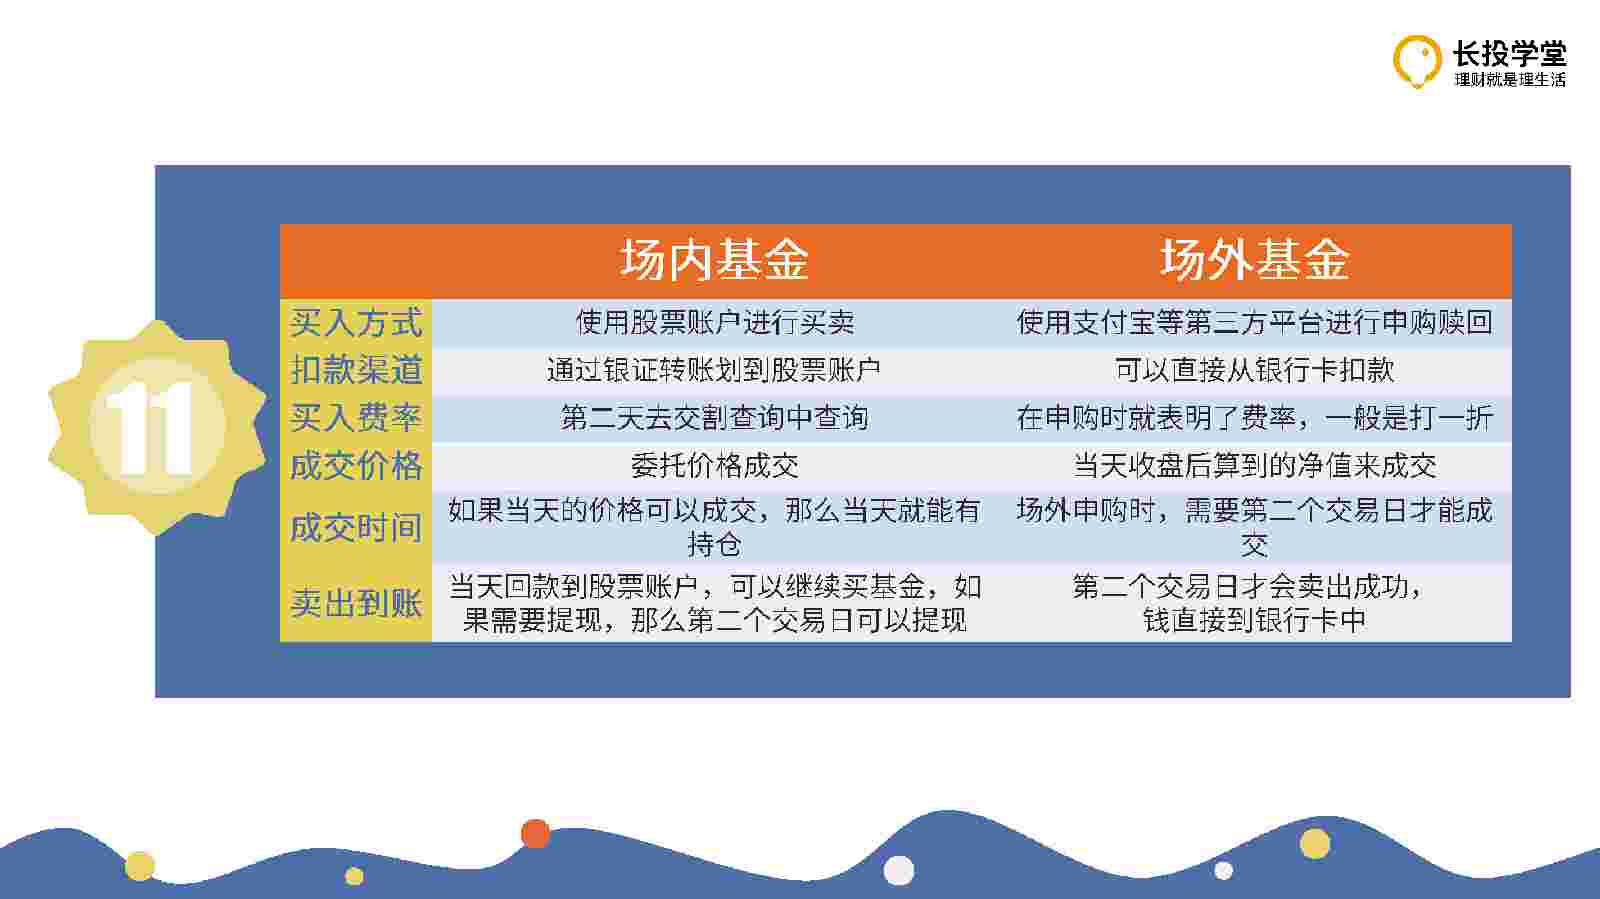 长投学堂
理财就是理生活
场内基金 场外基金
买入方式 使用股票账户进行买卖 使用支付宝等第三方平台进行申购赎回
扣款渠道 通过银证转账划到股票账户 可以直接从银行卡扣款
买入费率 第二天去交割查询中查询 在申购时就表明了费率，一般是打一折
成交价格 委托价格成交 当天收盘后算到的净值来成交
成交时间 如果当天的价格可以成交，那么当天就能有 场外申购时，需要第二个交易日才能成
持仓 交
卖出到账 当天回款到股票账户，可以继续买基金，如 第二个交易日才会卖出成功，
果需要提现，那么第二个交易日可以提现 钱直接到银行卡中
11